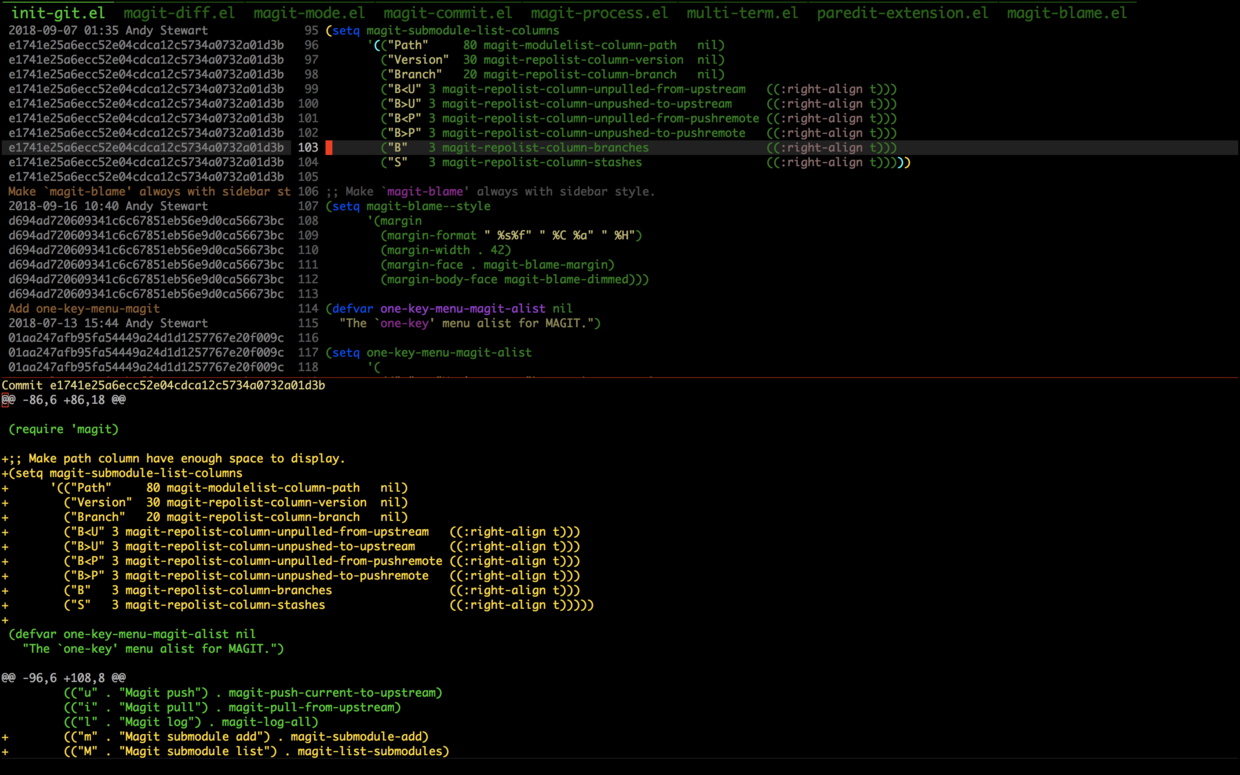 init-git.el magit-diff.el magit-mode.el magit-commit.el magit-process.el multi-term.el paredit-extension.el magit-blame.el
2018-09-07 01:35 Andy Stewart 95 (setq magit-submodule-list-columns
e1741e25a6ecc52e04cdca12c5734a0732a01d3b 96 '(("Path" 80 magit-modulelist-column-path nil)
e1741e25a6ecc52e04cdca12c5734a0732a01d3b 97 ("Version" 30 magit-repolist-column-version nil)
e1741e25a6ecc52e04cdca12c5734a0732a01d3b 98 ("Branch" 20 magit-repolist-column-branch nil)
e1741e25a6ecc52e04cdca12c5734a0732a01d3b 99 ("B<U" 3 magit-repolist-column-unpulled-from-upstream ((:right-align t)))
e1741e25a6ecc52e04cdca12c5734a0732a01d3b 100 ("B>U" 3 magit-repolist-column-unpushed-to-upstream ((:right-align t)))
e1741e25a6ecc52e04cdca12c5734a0732a01d3b 101 ("B<P" 3 magit-repolist-column-unpulled-from-pushremote ((:right-align t)))
e1741e25a6ecc52e04cdca12c5734a0732a01d3b 102 ("B>P" 3 magit-repolist-column-unpushed-to-pushremote ((:right-align t)))
e1741e25a6ecc52e04cdca12c5734a0732a01d3b 103 ("B" 3 magit-repolist-column-branches ((:right-align t)))
e1741e25a6ecc52e04cdca12c5734a0732a01d3b 104 ("S" 3 magit-repolist-column-stashes ((:right-align t)))))
e1741e25a6ecc52e04cdca12c5734a0732a01d3b 105
Make `magit-blame' always with sidebar st 106 ;; Make `magit-blame' always with sidebar style.
2018-09-16 10:40 Andy Stewart 107 (setq magit-blame--style
d694ad720609341c6c67851eb56e9d0ca56673bc 108 '(margin
d694ad720609341c6c67851eb56e9d0ca56673bc 109 (margin-format " %s%f" " %C %a" " %H")
d694ad720609341c6c67851eb56e9d0ca56673bc 110 (margin-width . 42)
d694ad720609341c6c67851eb56e9d0ca56673bc 111 (margin-face . magit-blame-margin)
d694ad720609341c6c67851eb56e9d0ca56673bc 112 (margin-body-face magit-blame-dimmed)))
d694ad720609341c6c67851eb56e9d0ca56673bc 113
Add one-key-menu-magit 114 (defvar one-key-menu-magit-alist nil
2018-07-13 15:44 Andy Stewart 115 "The `one-key' menu alist for MAGIT.")
01aa247afb95fa54449a24d1d1257767e20f009c 116
01aa247afb95fa54449a24d1d1257767e20f009c 117 (setq one-key-menu-magit-alist
01aa247afb95fa54449a24d1d1257767e20f009c 118 '(
Commit e1741e25a6ecc52e04cdca12c5734a0732a01d3b
@@ -86,6 +86,18 @@
(require 'magit)
+;; Make path column have enough space to display.
+(setq magit-submodule-list-columns
+ '(("Path" 80 magit-modulelist-column-path nil)
+ ("Version" 30 magit-repolist-column-version nil)
+ ("Branch" 20 magit-repolist-column-branch nil)
+ ("B<U" 3 magit-repolist-column-unpulled-from-upstream ((:right-align t)))
+ ("B>U" 3 magit-repolist-column-unpushed-to-upstream ((:right-align t)))
+ ("B<P" 3 magit-repolist-column-unpulled-from-pushremote ((:right-align t)))
+ ("B>P" 3 magit-repolist-column-unpushed-to-pushremote ((:right-align t)))
+ ("B" 3 magit-repolist-column-branches ((:right-align t)))
+ ("S" 3 magit-repolist-column-stashes ((:right-align t)))))
+
(defvar one-key-menu-magit-alist nil
"The `one-key' menu alist for MAGIT.")
@@ -96,6 +108,8 @@
(("u" . "Magit push") . magit-push-current-to-upstream)
(("i" . "Magit pull") . magit-pull-from-upstream)
(("l" . "Magit log") . magit-log-all)
+ (("m" . "Magit submodule add") . magit-submodule-add)
+ (("M" . "Magit submodule list") . magit-list-submodules)